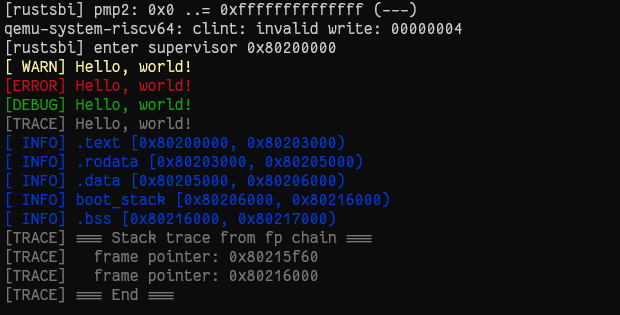 [rustsbi] pmp2: 0x0 ..= 0xffffffffffffff (---)
qemu-system-riscv64: clint: invalid write: 00000004
[rustsbi] enter supervisor 0x80200000
[ WARN] Hello, world!
[ERROR] Hello, world!
[DEBUG] Hello, world!
[TRACE] Hello, world!
[ INFO] .text [0x80200000, 0x80203000)
[ INFO] .rodata [0x80203000, 0x80205000)
[ INFO] .data [0x80205000, 0x80206000)
[ INFO] boot_stack [0x80206000, 0x80216000)
[ INFO] .bss [0x80216000, 0x80217000)
[TRACE] === Stack trace from fp chain ===
[TRACE]   frame pointer: 0x80215f60
[TRACE]   frame pointer: 0x80216000
[TRACE] === End ===